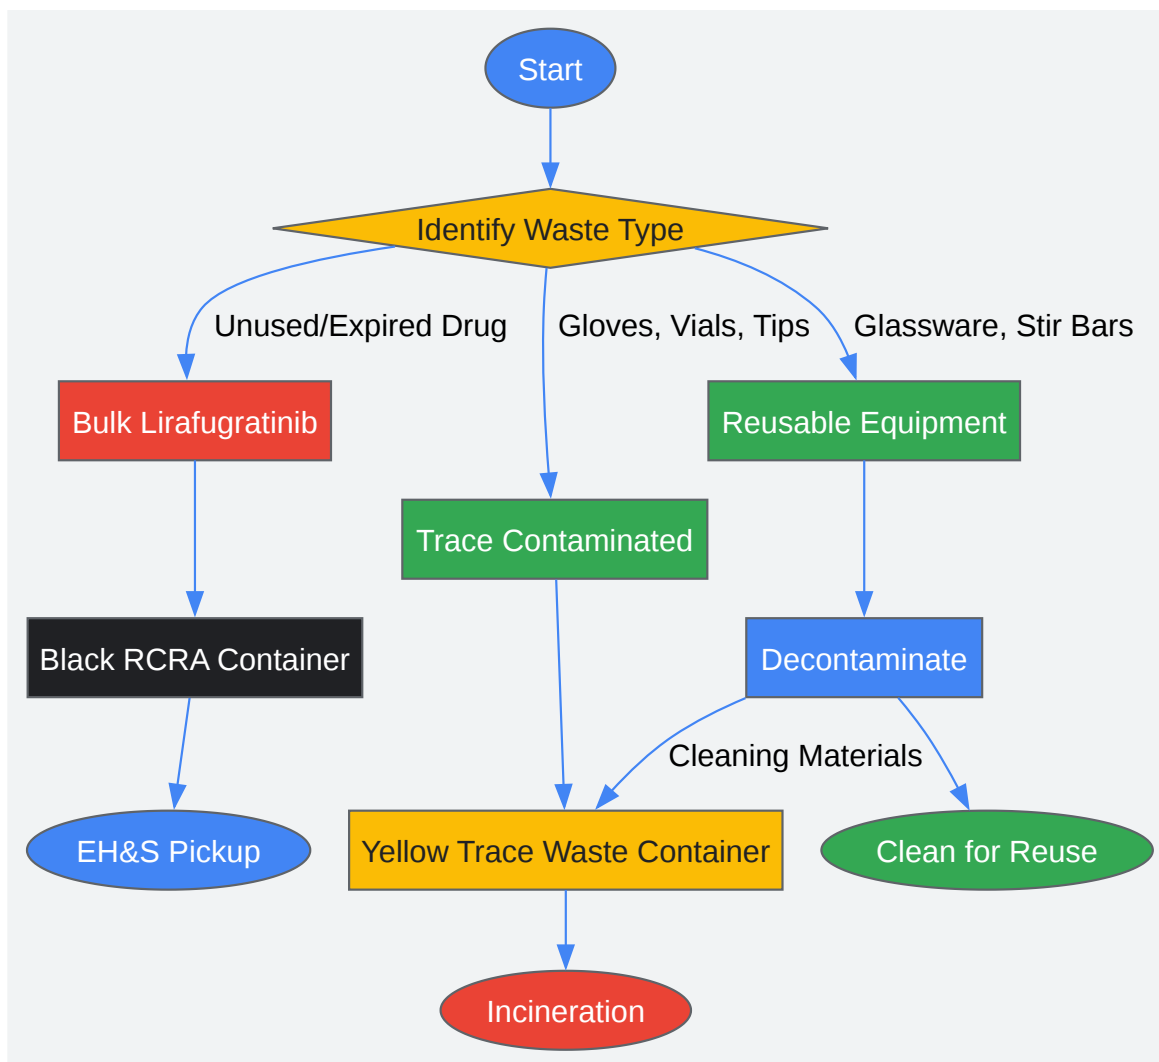 Start
Identify Waste Type
Unused/Expired Drug
Gloves, Vials, Tips
Glassware, Stir Bars
Bulk Lirafugratinib
Reusable Equipment
Trace Contaminated
Black RCRA Container
Decontaminate
Cleaning Materials
EH&S Pickup
Yellow Trace Waste Container
Clean for Reuse
Incineration